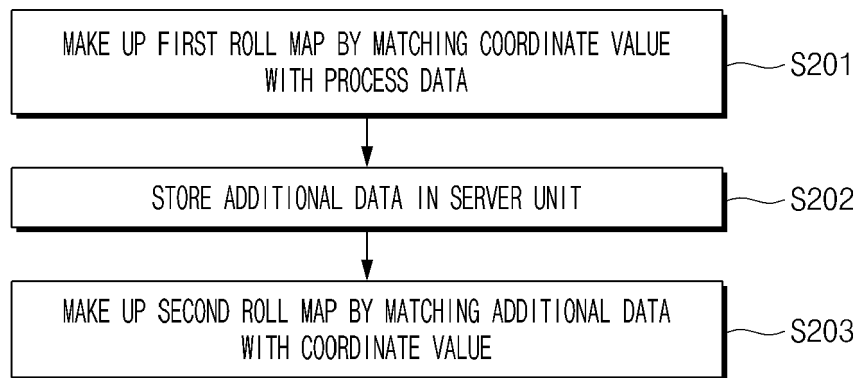 MAKE UP FIRST ROLL MAP BY MATCHING COORDINATE VALUE
WITH PROCESS DATA
S201
STORE ADDITIONAL DATA IN SERVER UNIT
S202
MAKE UP SECOND ROLL MAP BY MATCHING ADDITIONAL DATA
WITH COORDINATE VALUE
S203